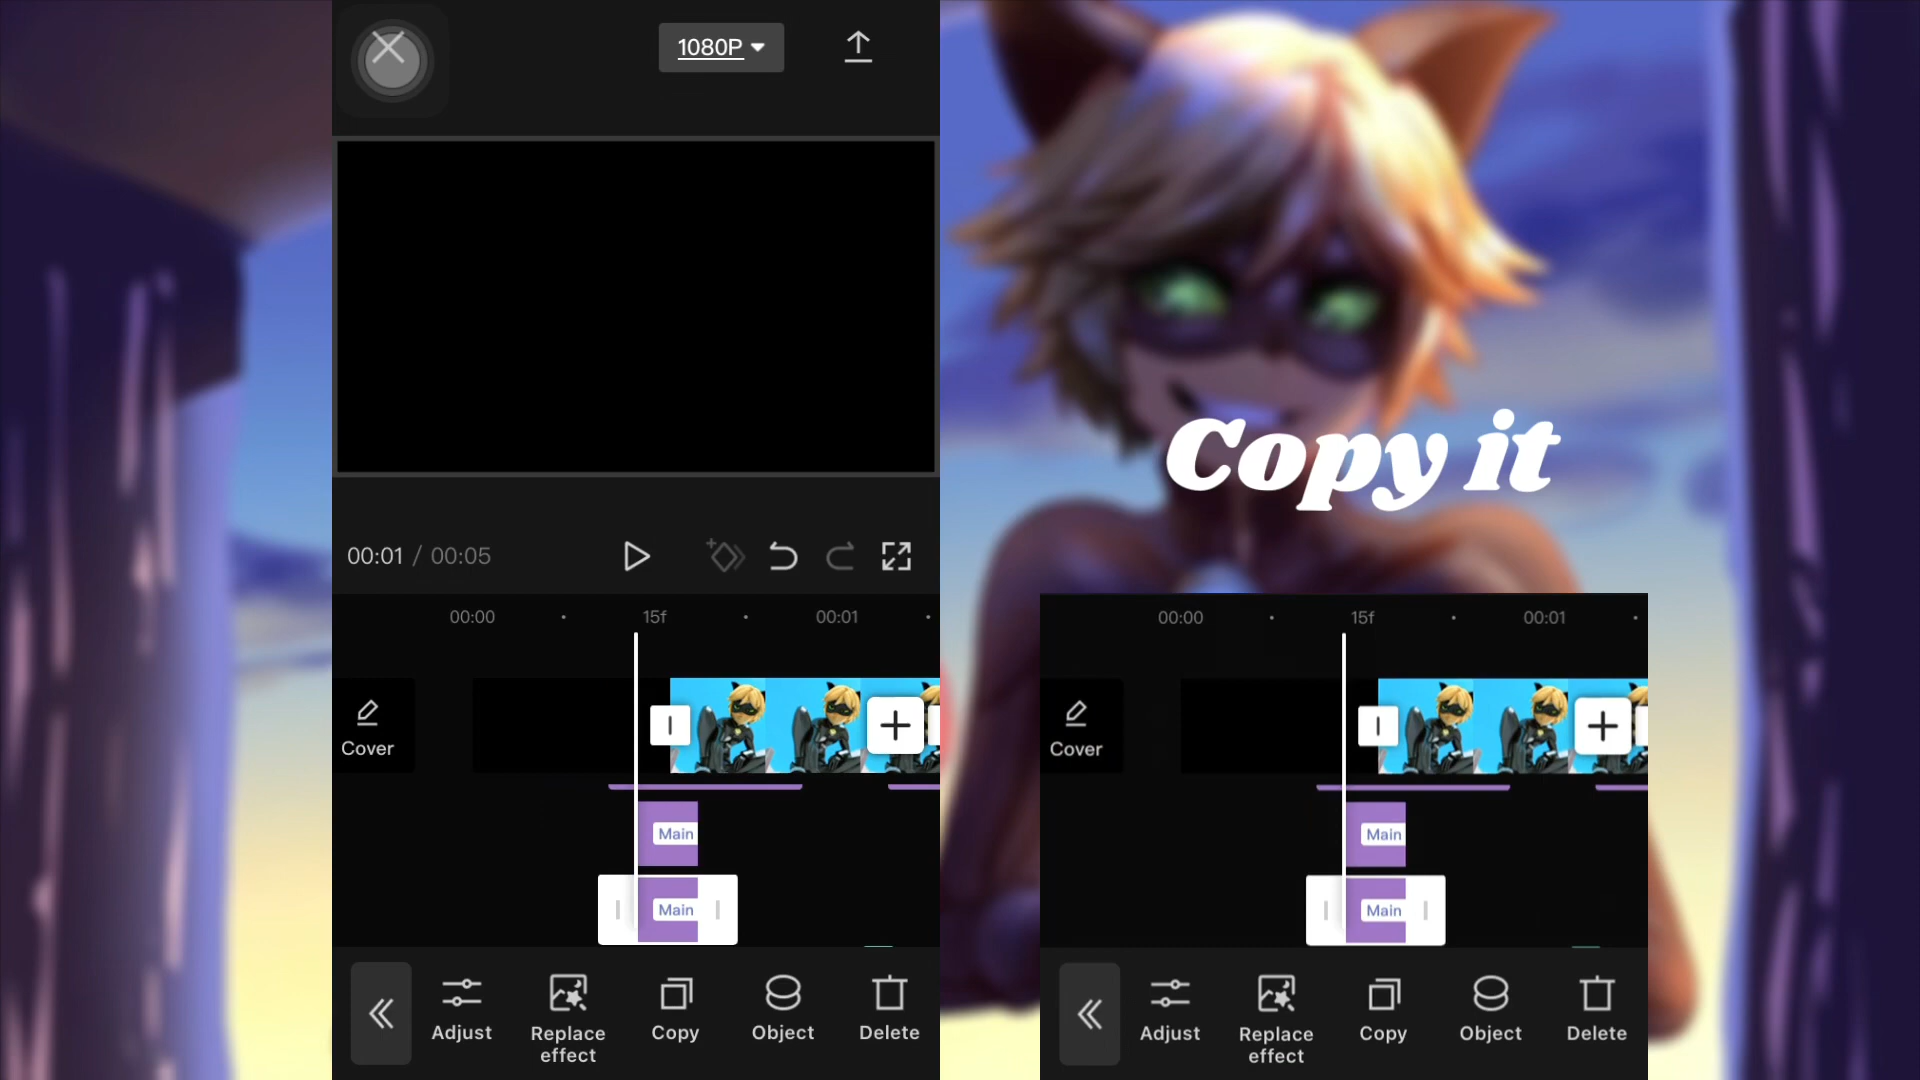 1080P
Copy it
00:01 / 00:05
00:00 15f 00:01
Cover
Main
Main
Adjust
Replace effect
Copy
Object
Delete
00:00 15f 00:01
Cover
Main
Main
Adjust
Replace effect
Copy
Object
Delete